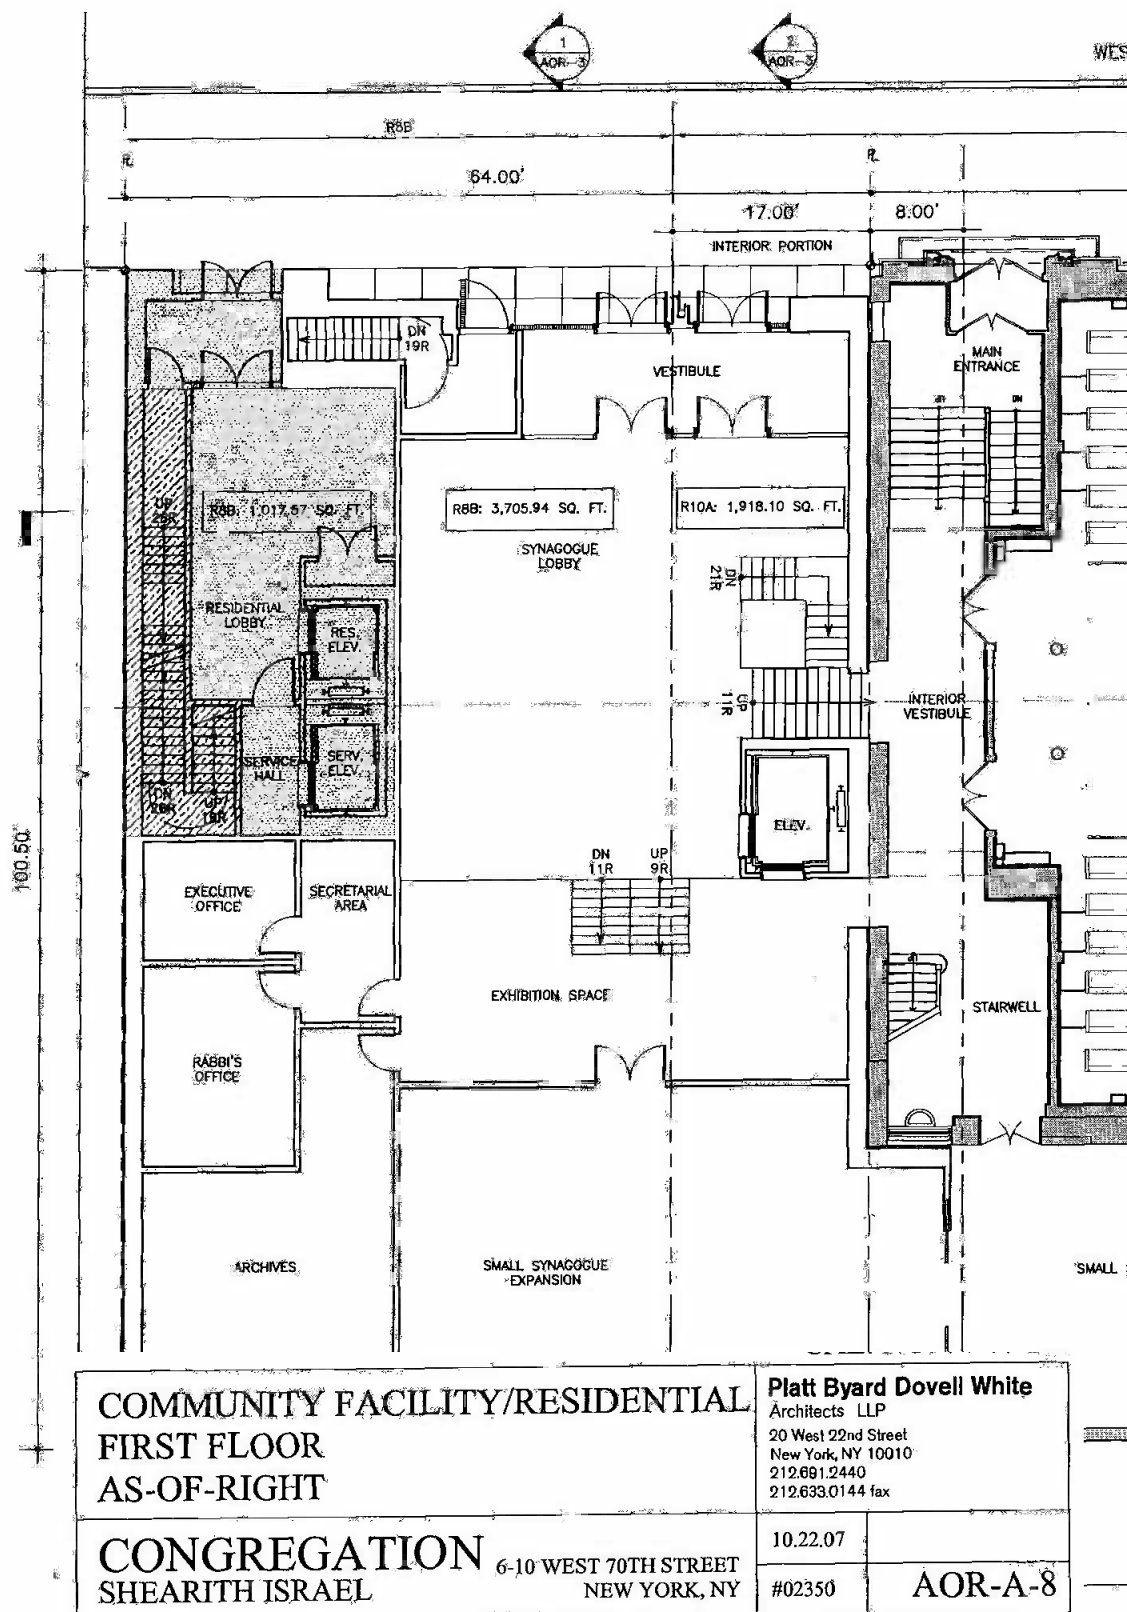 1
AOR-3
2
AOR-3
WES
R8B
64.00'
17.00'
8.00'
INTERIOR PORTION
DN
19R
VESTIBULE
MAIN
ENTRANCE
UP
DN
UP
R8B: 1,017.57 SQ. FT.
R8B: 3,705.94 SQ. FT.
R10A: 1,918.10 SQ. FT.
SYNAGOGUE
LOBBY
DN
21R
RESIDENTIAL
LOBBY
RES.
ELEV.
UP
11R
INTERIOR
VESTIBULE
SERVICE
HALL
SERV.
ELEV.
DN
UP
ELEV.
100.50'
DN
11R
UP
9R
EXECUTIVE
OFFICE
SECRETARIAL
AREA
EXHIBITION SPACE
STAIRWELL
RABBI'S
OFFICE
ARCHIVES
SMALL SYNAGOGUE
EXPANSION
SMALL
COMMUNITY FACILITY/RESIDENTIAL
FIRST FLOOR
AS-OF-RIGHT
Platt Byard Dovell White
Architects LLP
20 West 22nd Street
New York, NY 10010
212.691.2440
212.633.0144 fax
CONGREGATION
SHEARITH ISRAEL
6-10 WEST 70TH STREET
NEW YORK, NY
10.22.07
#02350
AOR-A-8